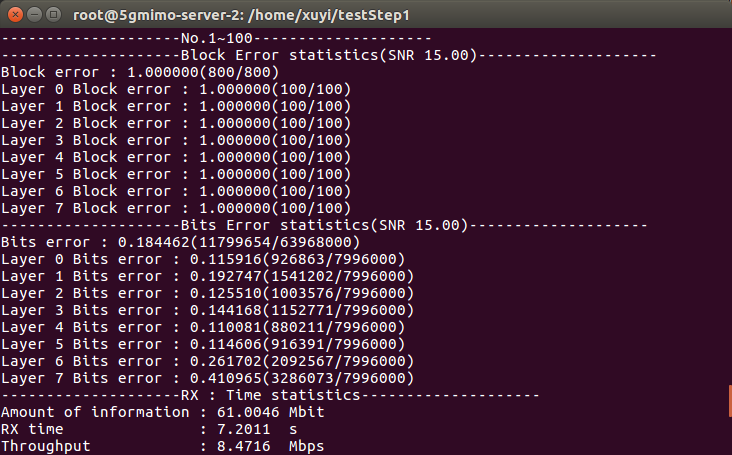 root@5gmimo-server-2: /home/xuyi/testStep1
--------------------No.1~100--------------------
--------------------Block Error statistics(SNR 15.00)--------------------
Block error : 1.000000(800/800)
Layer 0 Block error : 1.000000(100/100)
Layer 1 Block error : 1.000000(100/100)
Layer 2 Block error : 1.000000(100/100)
Layer 3 Block error : 1.000000(100/100)
Layer 4 Block error : 1.000000(100/100)
Layer 5 Block error : 1.000000(100/100)
Layer 6 Block error : 1.000000(100/100)
Layer 7 Block error : 1.000000(100/100)
--------------------Bits Error statistics(SNR 15.00)--------------------
Bits error : 0.184462(11799654/63968000)
Layer 0 Bits error : 0.115916(926863/7996000)
Layer 1 Bits error : 0.192747(1541202/7996000)
Layer 2 Bits error : 0.125510(1003576/7996000)
Layer 3 Bits error : 0.144168(1152771/7996000)
Layer 4 Bits error : 0.110081(880211/7996000)
Layer 5 Bits error : 0.114606(916391/7996000)
Layer 6 Bits error : 0.261702(2092567/7996000)
Layer 7 Bits error : 0.410965(3286073/7996000)
--------------------RX : Time statistics--------------------
Amount of information : 61.0046 Mbit
RX time               : 7.2011  s
Throughput            : 8.4716  Mbps